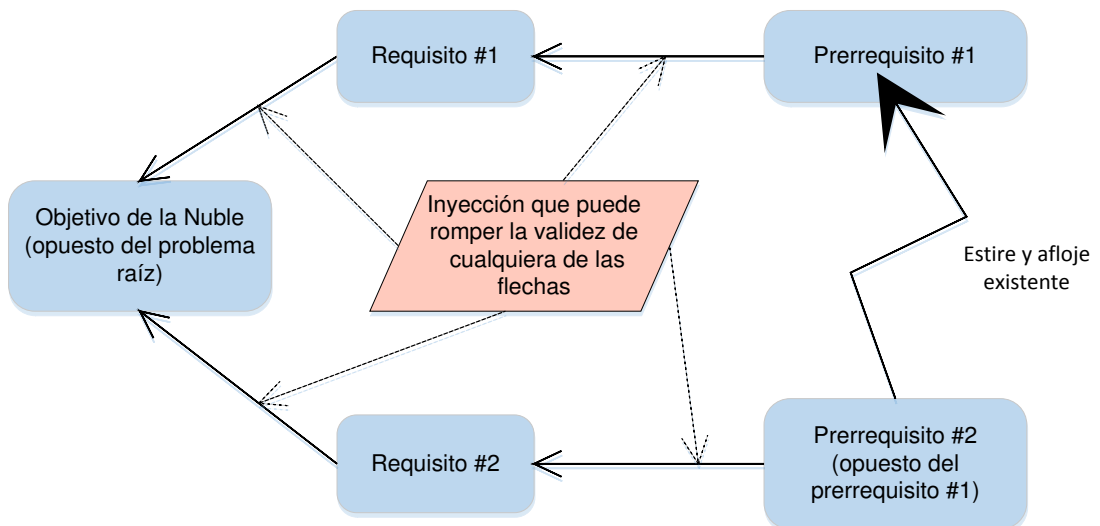 Requisito #1
Prerrequisito #1
Objetivo de la Nuble
(opuesto del problema
raíz)
Inyección que puede
romper la validez de
cualquiera de las
flechas
Estire y afloje
existente
Requisito #2
Prerrequisito #2
(opuesto del
prerrequisito #1)